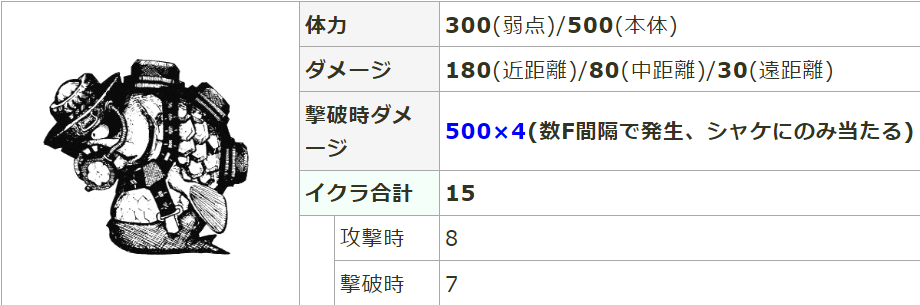 体力 300(弱点)/500(本体)
ダメージ 180(近距離)/80(中距離)/30(遠距離)
撃破時ダメ
ージ 500×4(数F間隔で発生、シャケにのみ当たる)
イクラ合計 15
攻撃時 8
撃破時 7